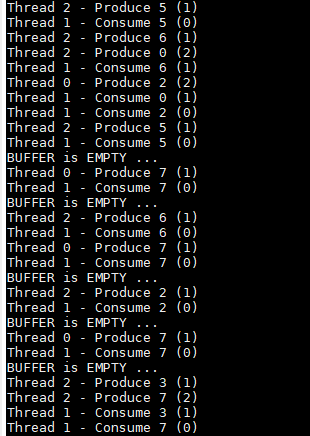 Thread 2 - Produce 5 (1)
Thread 1 - Consume 5 (0)
Thread 2 - Produce 6 (1)
Thread 2 - Produce 0 (2)
Thread 1 - Consume 6 (1)
Thread 0 - Produce 2 (2)
Thread 1 - Consume 0 (1)
Thread 1 - Consume 2 (0)
Thread 2 - Produce 5 (1)
Thread 1 - Consume 5 (0)
BUFFER is EMPTY ...
Thread 0 - Produce 7 (1)
Thread 1 - Consume 7 (0)
BUFFER is EMPTY ...
Thread 2 - Produce 6 (1)
Thread 1 - Consume 6 (0)
Thread 0 - Produce 7 (1)
Thread 1 - Consume 7 (0)
BUFFER is EMPTY ...
Thread 2 - Produce 2 (1)
Thread 1 - Consume 2 (0)
BUFFER is EMPTY ...
Thread 0 - Produce 7 (1)
Thread 1 - Consume 7 (0)
BUFFER is EMPTY ...
Thread 2 - Produce 3 (1)
Thread 2 - Produce 7 (2)
Thread 1 - Consume 3 (1)
Thread 1 - Consume 7 (0)